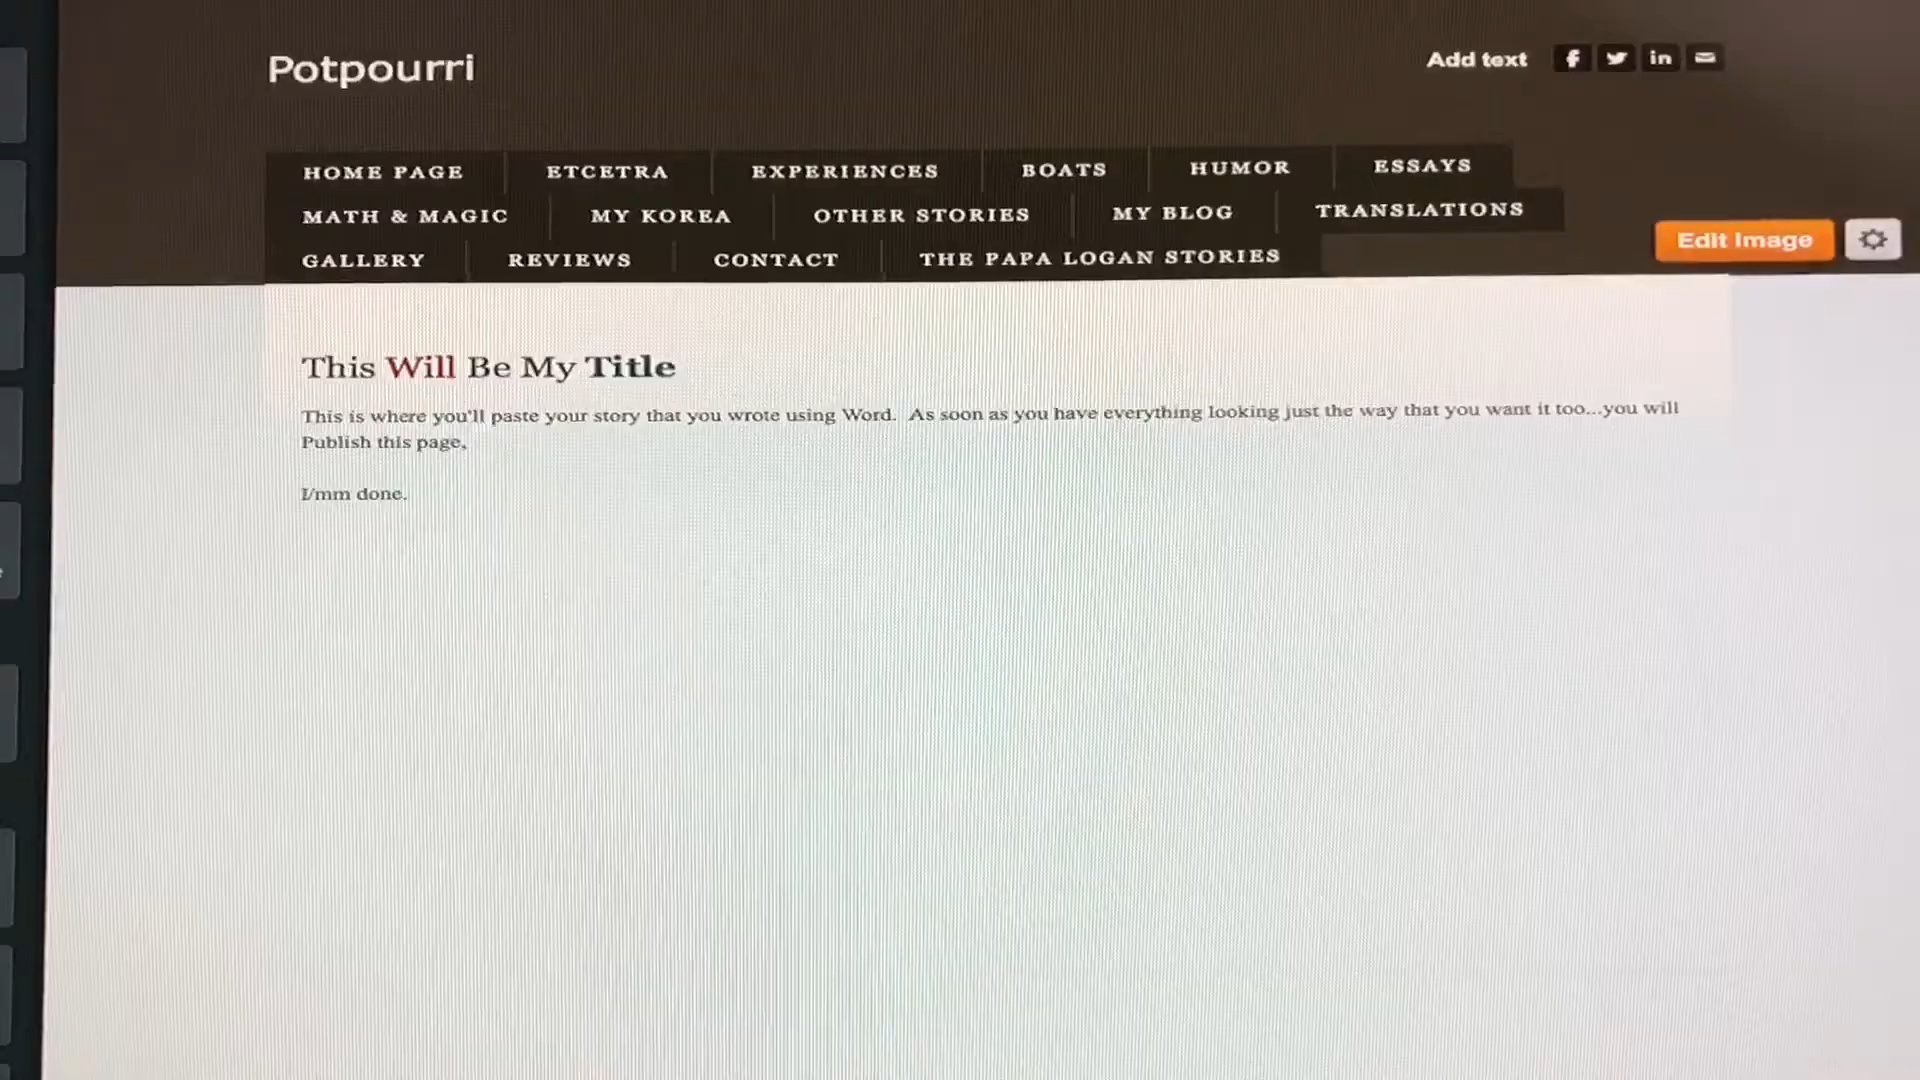 Potpourri
Add text
HOME PAGE ETCETRA EXPERIENCES BOATS HUMOR ESSAYS
MATH & MAGIC MY KOREA OTHER STORIES MY BLOG TRANSLATIONS
GALLERY REVIEWS CONTACT THE PAPA LOGAN STORIES
Edit Image
This Will Be My Title
This is where you'll paste your story that you wrote using Word.  As soon as you have everything looking just the way that you want it too...you will
Publish this page,
I/mm done.